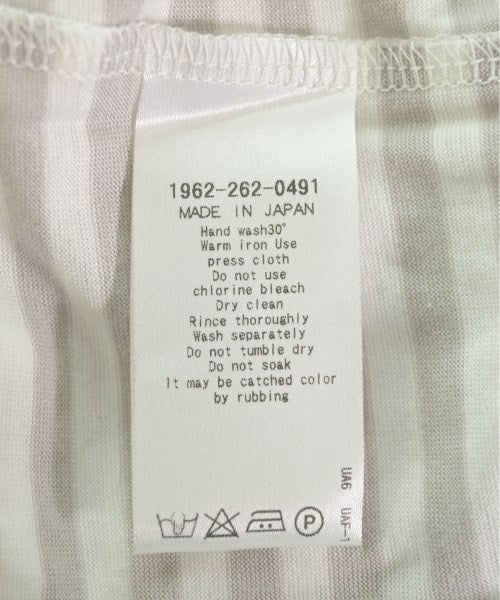 1962-262-0491
MADE IN JAPAN
Hand wash30°
Warm iron Use
press cloth
Do not use
chlorine bleach
Dry clean
Rince thoroughly
Wash separately
Do not tumble dry
Do not soak
It may be catched color
by rubbing
UA6 UAF-1
P